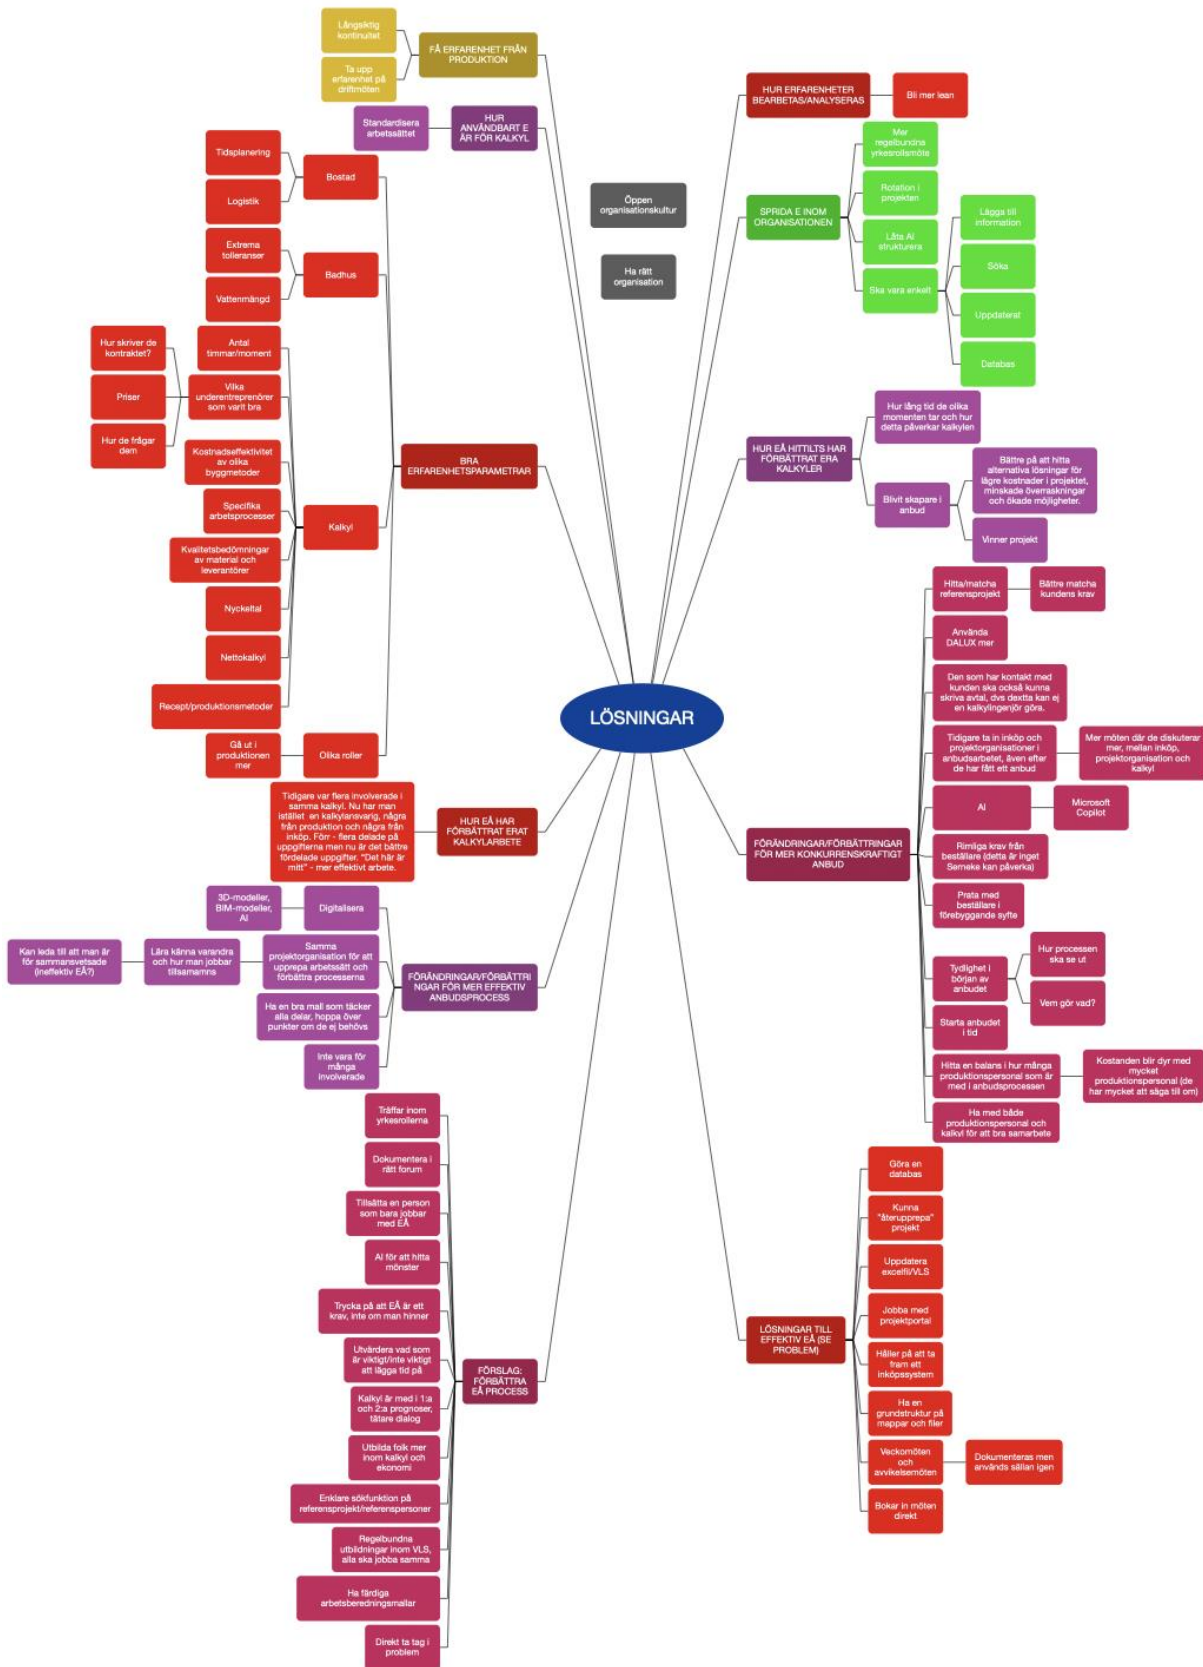 Långsiktig
kontinuitet
Ta upp
erfarenhet på
driftmöten
FÅ ERFARENHET FRÅN
PRODUKTION
Standardisera
arbetssättet
HUR
ANVÄNDBART E
ÄR FÖR KALKYL
Tidsplanering
Logistik
Bostad
Extrema
tolleranser
Vattenmängd
Badhus
Hur skriver de
kontraktet?
Priser
Hur de frågar
dem
Antal
timmar/moment
Vilka
underentreprenörer
som varit bra
Kostnadseffektivitet
av olika
byggmetoder
Specifika
arbetsprocesser
Kvalitetsbedömningar
av material och
leverantörer
Nyckeltal
Nettokalkyl
Recept/produktionsmetoder
Kalkyl
Gå ut i
produktionen
mer
Olika roller
BRA
ERFARENHETSPARAMETRAR
Tidigare var flera involverade i
samma kalkyl. Nu har man
istället en kalkylansvarig, några
från produktion och några från
inköp. Förr - flera delade på
uppgifterna men nu är det bättre
fördelade uppgifter. "Det här är
mitt" - mer effektivt arbete.
HUR EÅ HAR
FÖRBÄTTRAT ERAT
KALKYLARBETE
3D-modeller,
BIM-modeller,
AI
Digitalisera
Kan leda till att man är
för sammansvetsade
(ineffektiv EÅ?)
Lära känna varandra
och hur man jobbar
tillsamamns
Samma
projektorganisation för att
upprepa arbetssätt och
förbättra processerna
Ha en bra mall som täcker
alla delar, hoppa över
punkter om de ej behövs
Inte vara för
många
involverade
FÖRÄNDRINGAR/FÖRBÄTTRI
NGAR FÖR MER EFFEKTIV
ANBUDSPROCESS
Träffar inom
yrkesrollerna
Dokumentera i
rätt forum
Tillsätta en person
som bara jobbar
med EÅ
AI för att hitta
mönster
Trycka på att EÅ är ett
krav, inte om man hinner
Utvärdera vad som
är viktigt/inte viktigt
att lägga tid på
Kalkyl är med i 1:a
och 2:a prognoser,
tätare dialog
Utbilda folk mer
inom kalkyl och
ekonomi
Enklare sökfunktion på
referensprojekt/referenspersoner
Regelbundna
utbildningar inom VLS,
alla ska jobba samma
Ha färdiga
arbetsberedningsmallar
Direkt ta tag i
problem
FÖRSLAG:
FÖRBÄTTRA
EÅ PROCESS
Öppen
organisationskultur
Ha rätt
organisation
LÖSNINGAR
HUR ERFARENHETER
BEARBETAS/ANALYSERAS
Bli mer lean
SPRIDA E INOM
ORGANISATIONEN
Mer
regelbundna
yrkesrollsmöte
Rotation i
projekten
Låta AI
strukturera
Ska vara enkelt
Lägga till
information
Söka
Uppdaterat
Databas
HUR EÅ HITTILTS HAR
FÖRBÄTTRAT ERA
KALKYLER
Hur lång tid de olika
momenten tar och hur
detta påverkar kalkylen
Blivit skapare i
anbud
Bättre på att hitta
alternativa lösningar för
lägre kostnader i projektet,
minskade överraskningar
och ökade möjligheter.
Vinner projekt
FÖRÄNDRINGAR/FÖRBÄTTRINGAR
FÖR MER KONKURRENSKRAFTIGT
ANBUD
Hitta/matcha
referensprojekt
Bättre matcha
kundens krav
Använda
DALUX mer
Den som har kontakt med
kunden ska också kunna
skriva avtal, dvs dextta kan ej
en kalkylingenjör göra.
Tidigare ta in inköp och
projektorganisationer i
anbudsarbetet, även efter
de har fått ett anbud
Mer möten där de diskuterar
mer, mellan inköp,
projektorganisation och
kalkyl
AI
Microsoft
Copilot
Rimliga krav från
beställare (detta är inget
Serneke kan påverka)
Prata med
beställare i
förebyggande syfte
Tydlighet i
början av
anbudet
Hur processen
ska se ut
Vem gör vad?
Starta anbudet
i tid
Hitta en balans i hur många
produktionspersonal som är
med i anbudsprocessen
Kostanden blir dyr med
mycket
produktionspersonal (de
har mycket att säga till om)
Ha med både
produktionspersonal och
kalkyl för att bra samarbete
LÖSNINGAR TILL
EFFEKTIV EÅ (SE
PROBLEM)
Göra en
databas
Kunna
"återupprepa"
projekt
Uppdatera
excelfil/VLS
Jobba med
projektportal
Håller på att ta
fram ett
inköpssystem
Ha en
grundstruktur på
mappar och filer
Veckomöten
och
avvikelsemöten
Dokumenteras men
används sällan igen
Bokar in möten
direkt